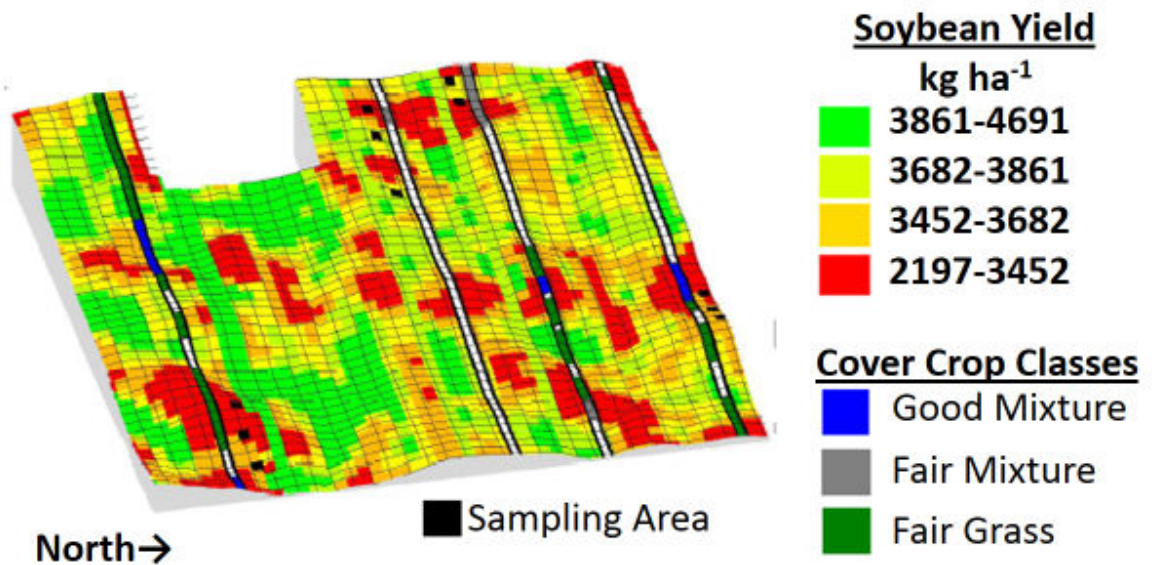 Soybean Yield
kg ha-1
3861-4691
3682-3861
3452-3682
2197-3452
Cover Crop Classes
Good Mixture
Fair Mixture
Fair Grass
Sampling Area
North→